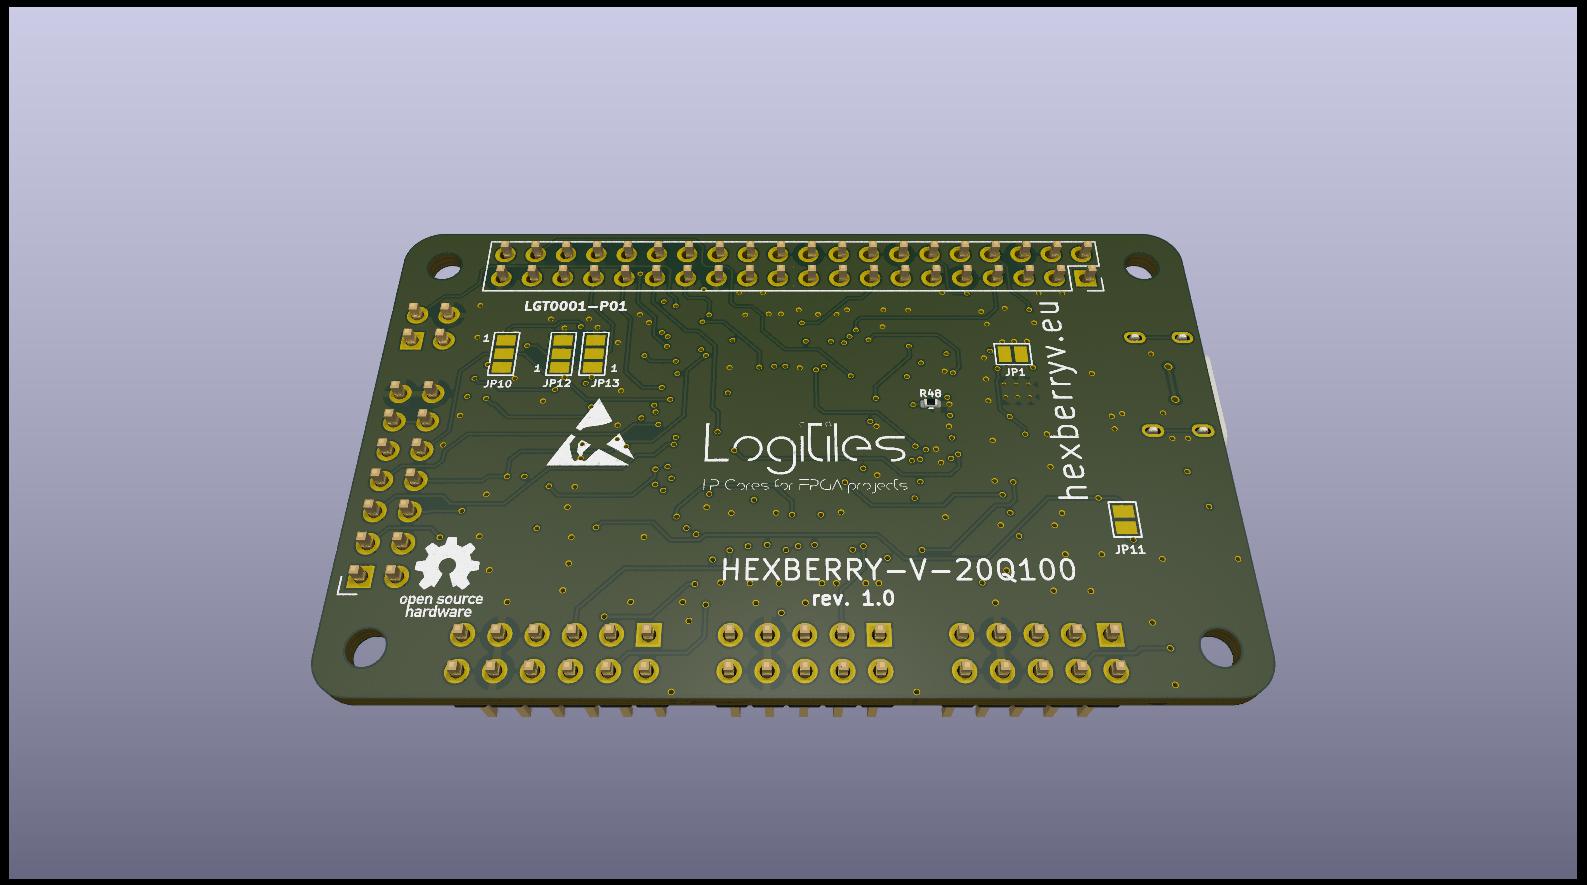 LGT0001-P01
1
JP10
1
JP12
1
JP13
JP1
R48
hexberryv.eu
LogiTiles
IP Cores for FPGA projects
JP11
HEXBERRY-V-20Q100
rev. 1.0
open source
hardware